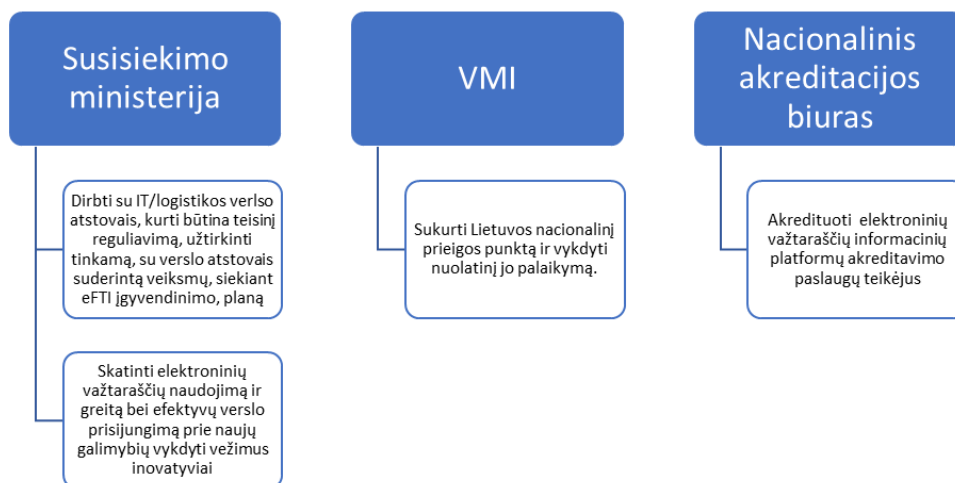 Susisiekimo
ministerija
Dirbti su IT/logistikos verlso
atstovais, kurti būtina teisinį
reguliavimą, užtirkinti
tinkamą, su verslo atstovais
suderintą veiksmų, siekiant
eFTI įgyvendinimo, planą
Skatinti elektroninių
važtaraščių naudojimą ir
greitą bei efektyvų verslo
prisijungimą prie naujų
galimybių vykdyti vežimus
inovatyviai
VMI
Sukurti Lietuvos nacionalinį
prieigos punktą ir vykdyti
nuolatinį jo palaikymą.
Nacionalinis
akreditacijos
biuras
Akredituoti elektroninių
važtaraščių informacinių
platformų akreditavimo
paslaugų teikėjus